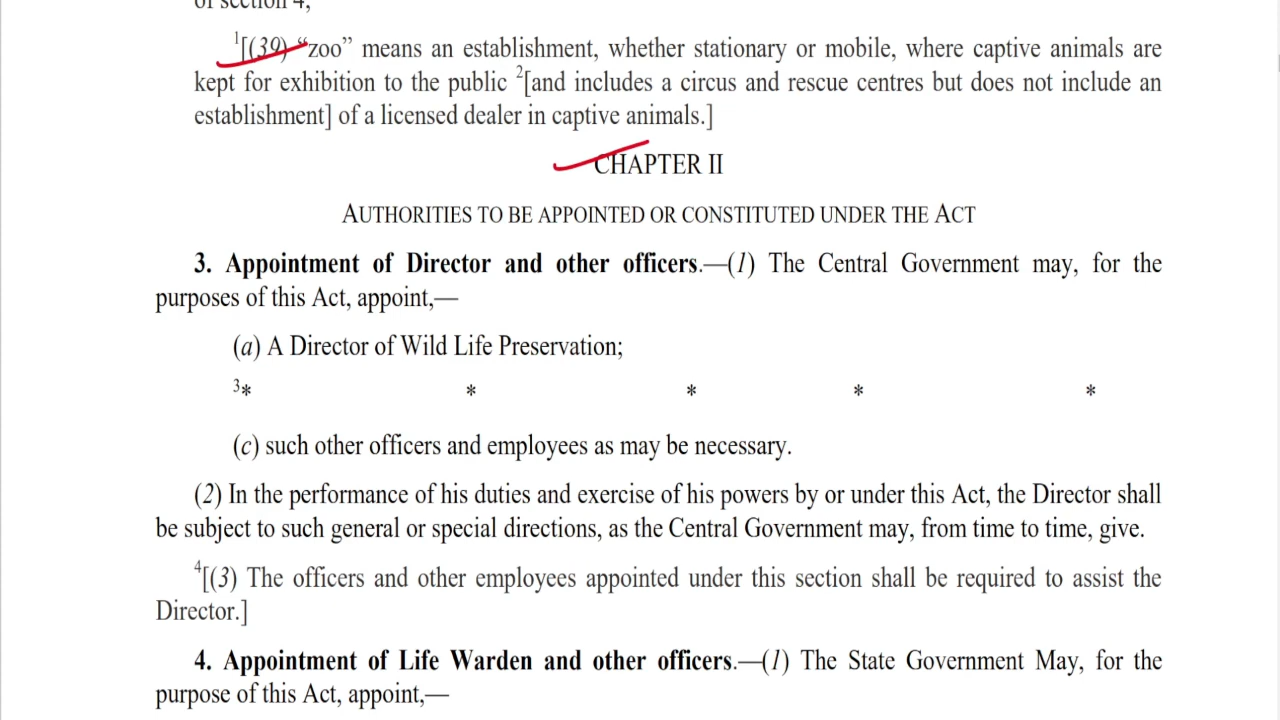 of section 4;
1[(39) “zoo” means an establishment, whether stationary or mobile, where captive animals are
kept for exhibition to the public 2[and includes a circus and rescue centres but does not include an
establishment] of a licensed dealer in captive animals.]
CHAPTER II
AUTHORITIES TO BE APPOINTED OR CONSTITUTED UNDER THE ACT
3. Appointment of Director and other officers.—(1) The Central Government may, for the
purposes of this Act, appoint,—
(a) A Director of Wild Life Preservation;
3* * * * *
(c) such other officers and employees as may be necessary.
(2) In the performance of his duties and exercise of his powers by or under this Act, the Director shall
be subject to such general or special directions, as the Central Government may, from time to time, give.
4[(3) The officers and other employees appointed under this section shall be required to assist the
Director.]
4. Appointment of Life Warden and other officers.—(1) The State Government May, for the
purpose of this Act, appoint,—